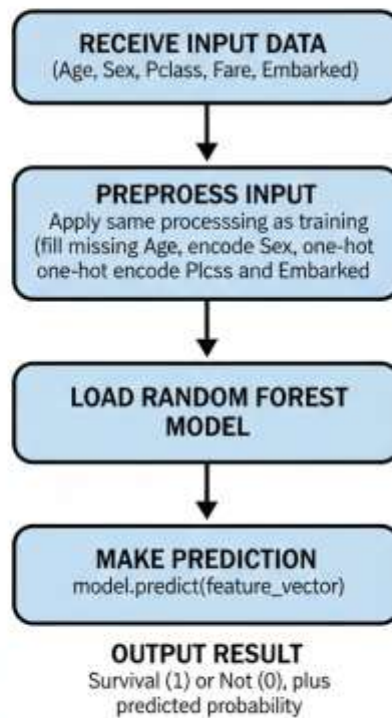 RECEIVE INPUT DATA
(Age, Sex, Pclass, Fare, Embarked)
PREPROESS INPUT
Apply same processsing as training
(fill missing Age, encode Sex, one-hot
one-hot encode Plcss and Embarked
LOAD RANDOM FOREST
MODEL
MAKE PREDICTION
model.predict(feature_vector)
OUTPUT RESULT
Survival (1) or Not (0), plus
predicted probability